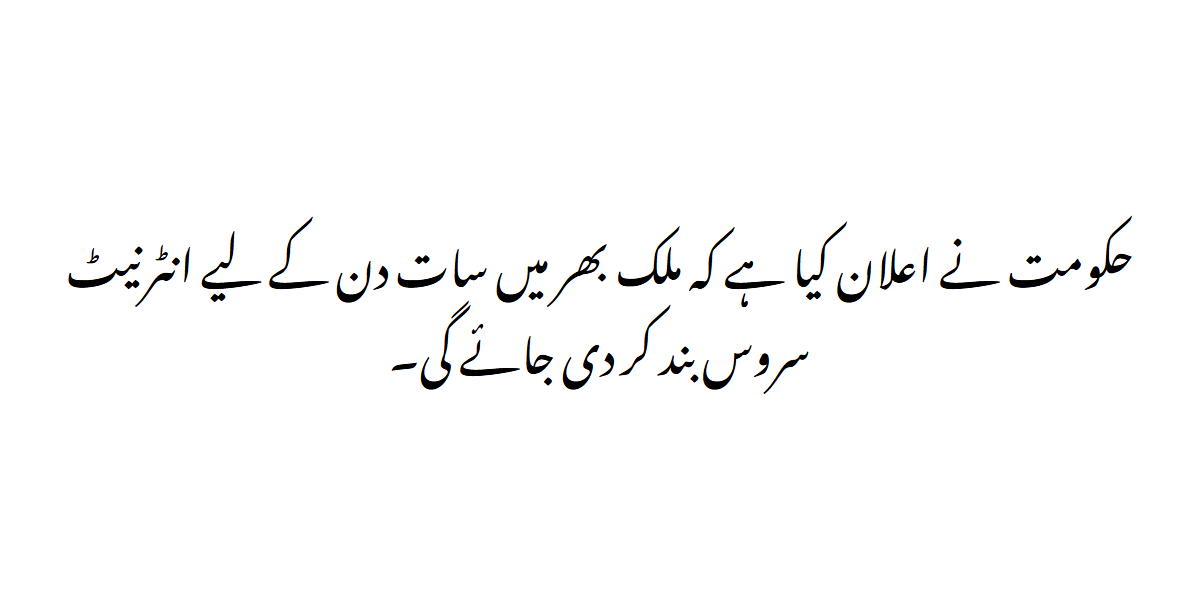 حکومت نے اعلان کیا ہے کہ ملک بھر میں سات دن کے لیے انٹرنیٹ
سروس بند کر دی جائے گی۔